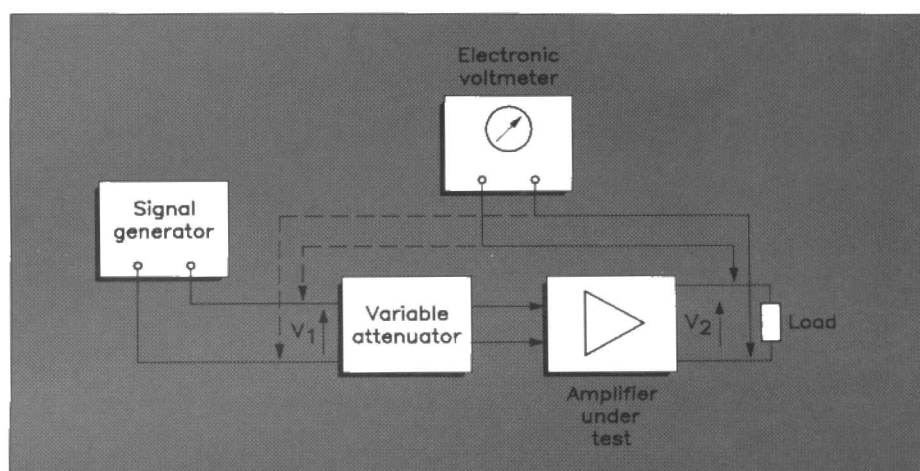 Electronic
voltmeter
Signal
generator
V1
Variable
attenuator
V2
Load
Amplifier
under
test